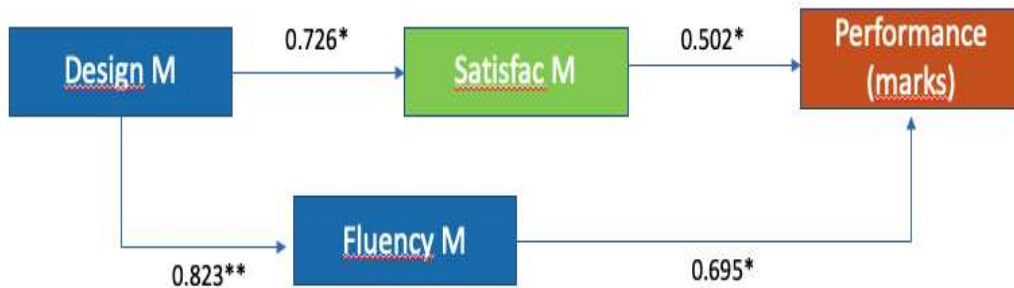 0.726*
0.502*
Performance
(marks)
Design M
Satisfac M
Fluency M
0.823**
0.695*